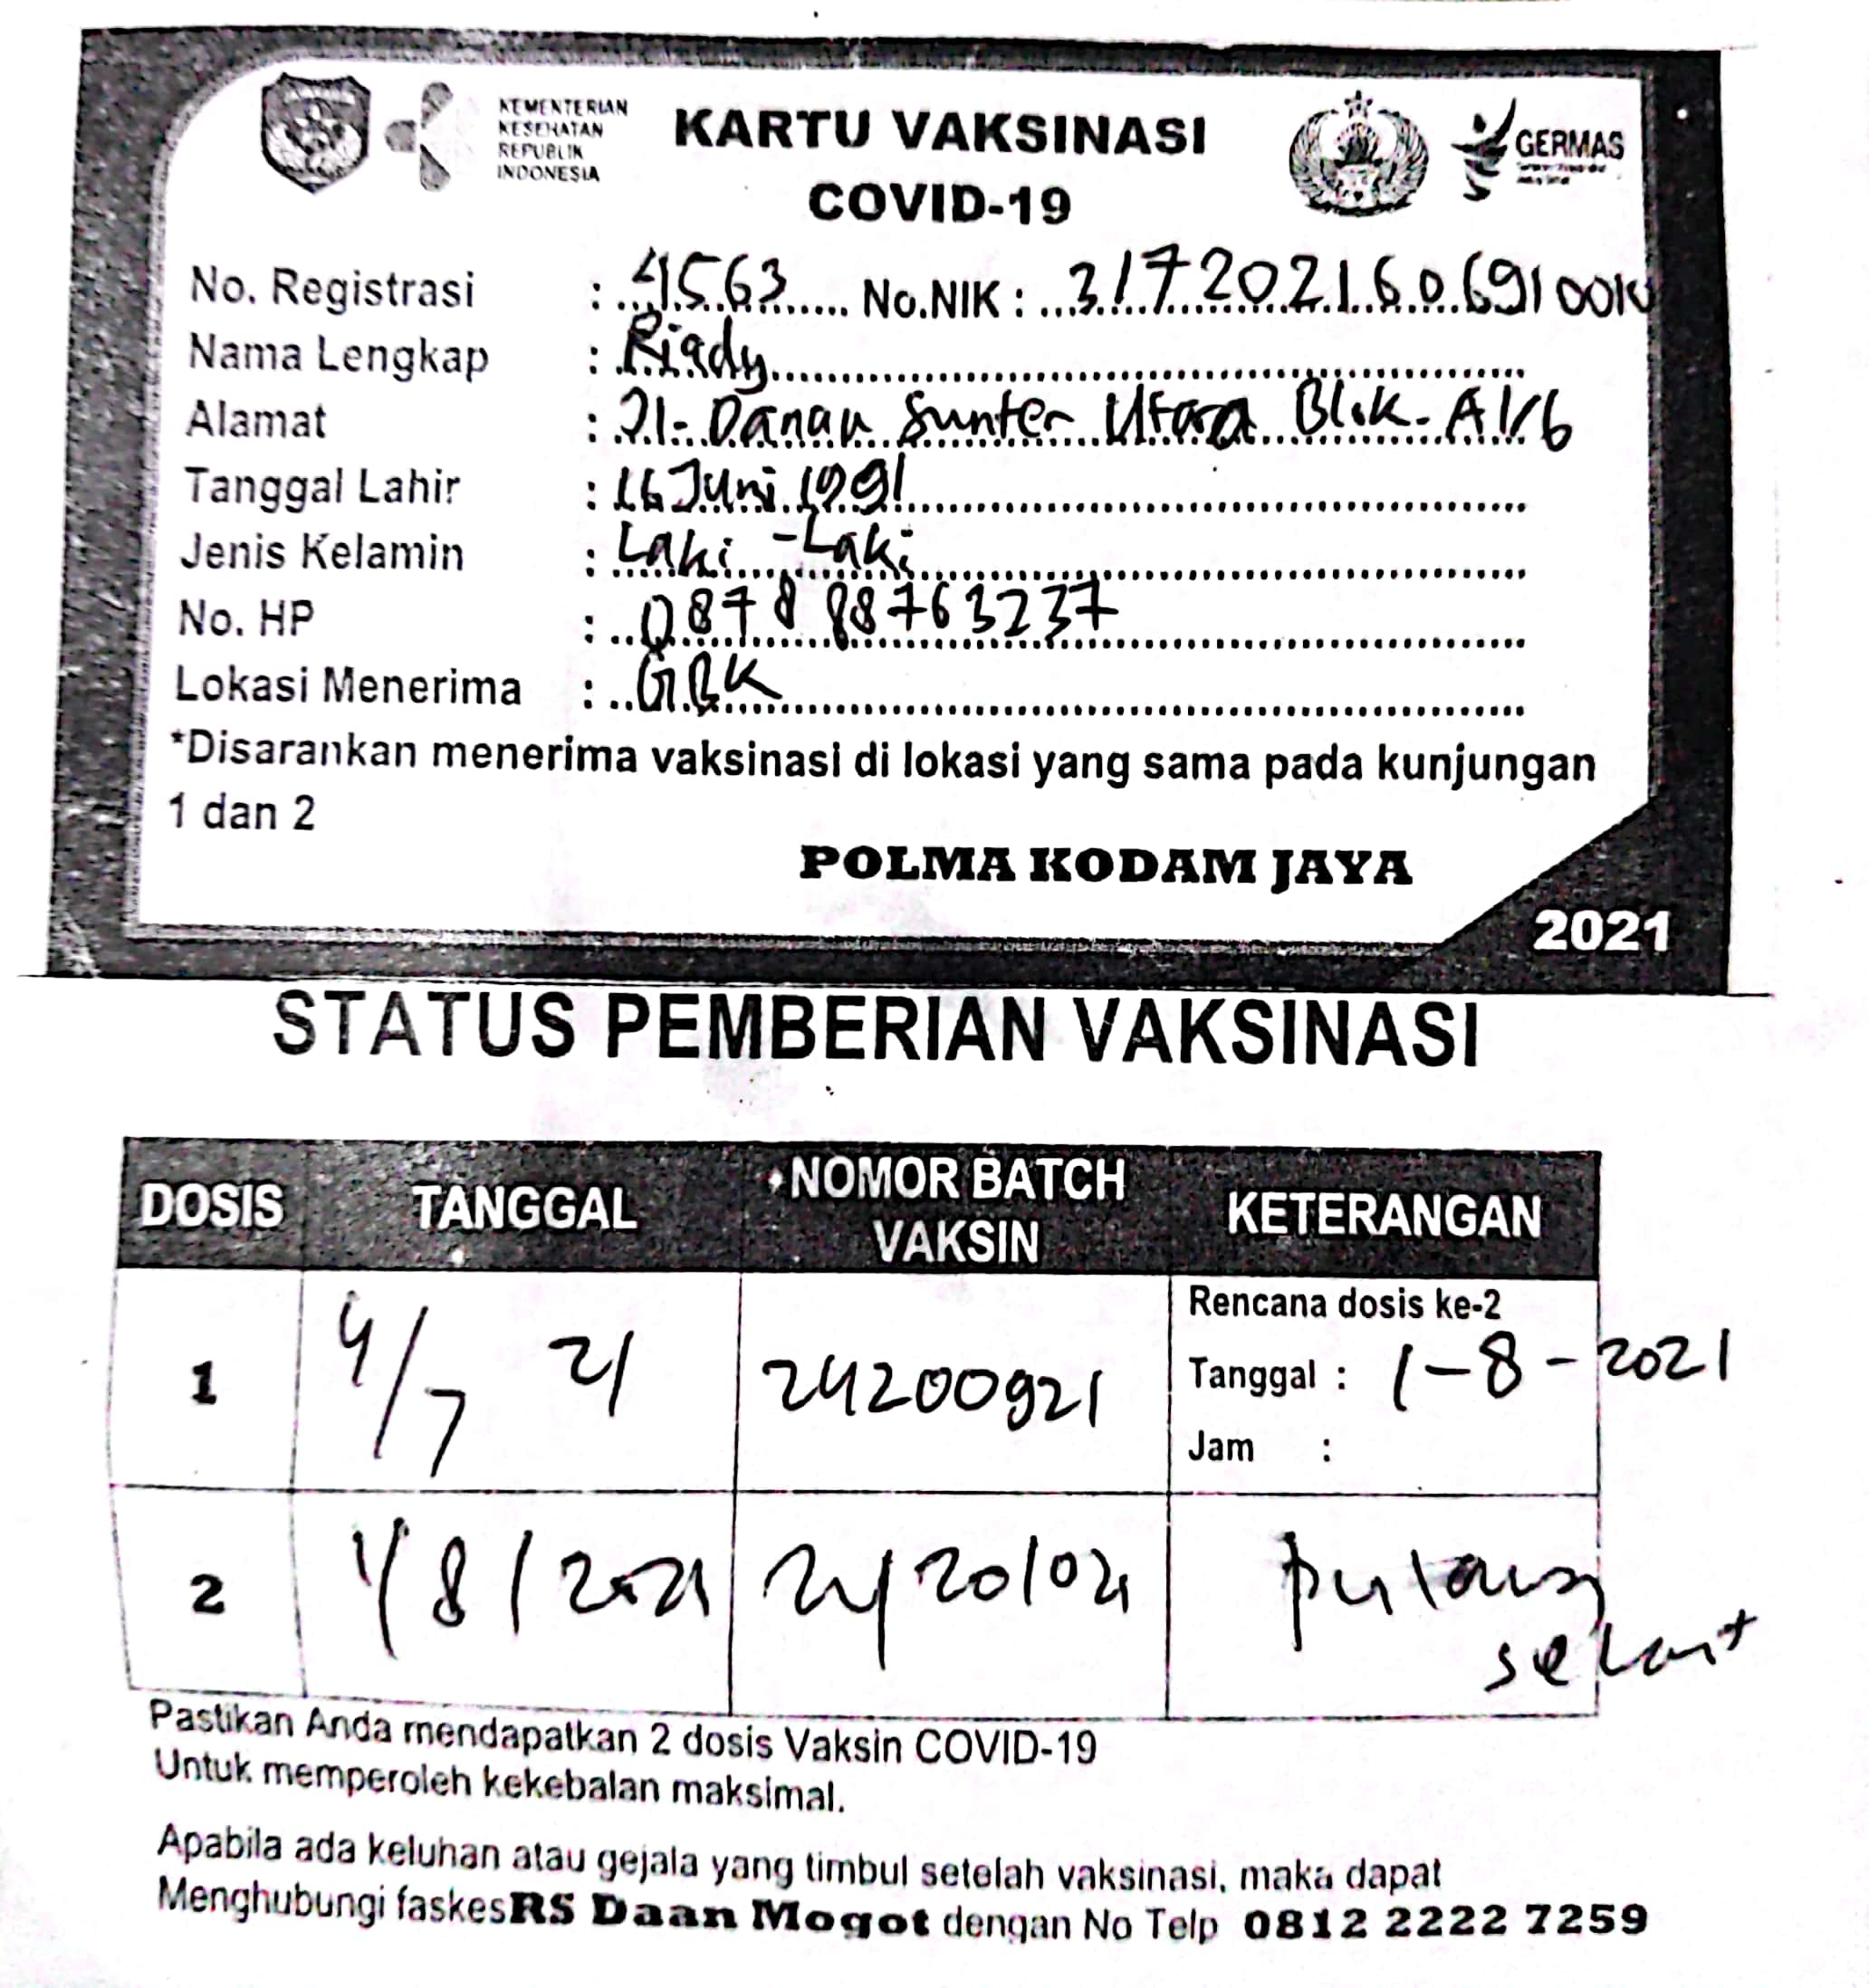 KEMENTERIAN
KESEHATAN
REPUBLIK
INDONESIA
KARTU VAKSINASI
COVID-19
GERMAS
No. Registrasi : 4563 No.NIK : 317202160691001
Nama Lengkap : Riady
Alamat : Jl. Danau Sunter Utara Blok A1/6
Tanggal Lahir : 16 Juni 1991
Jenis Kelamin : Laki-Laki
No. HP : 087888763237
Lokasi Menerima : GBK
*Disarankan menerima vaksinasi di lokasi yang sama pada kunjungan
1 dan 2
POLMA KODAM JAYA
2021
STATUS PEMBERIAN VAKSINASI
DOSIS TANGGAL NOMOR BATCH VAKSIN KETERANGAN
1 4/7 21 24200921 Rencana dosis ke-2
Tanggal : 1-8-2021
Jam :
2 1/8/2021 pulang
Pastikan Anda mendapatkan 2 dosis Vaksin COVID-19
Untuk memperoleh kekebalan maksimal.
Apabila ada keluhan atau gejala yang timbul setelah vaksinasi, maka dapat
Menghubungi faskes RS Daan Mogot dengan No Telp 0812 2222 7259